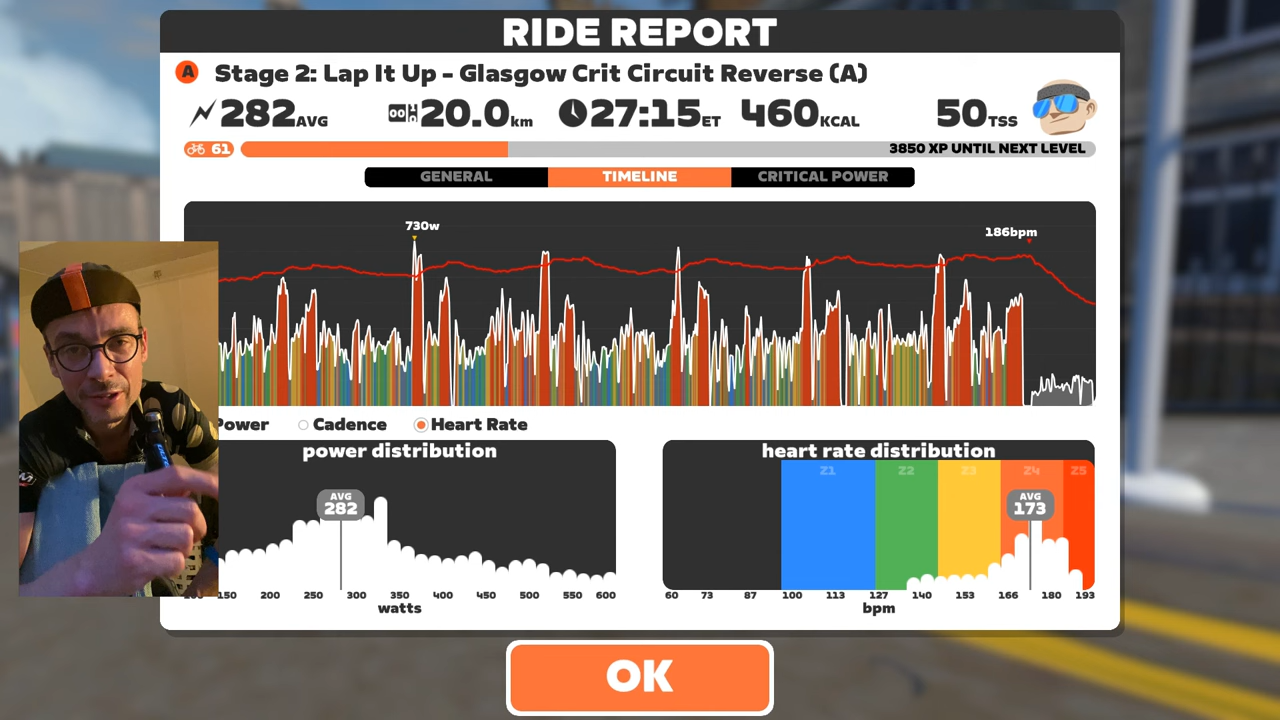 RIDE REPORT
A Stage 2: Lap It Up - Glasgow Crit Circuit Reverse (A)
282AVG 20.0km 27:15ET 460KCAL 50TSS
61 3850 XP UNTIL NEXT LEVEL
GENERAL TIMELINE CRITICAL POWER
730w 186bpm
Power Cadence Heart Rate
power distribution
AVG
282
150 200 250 300 350 400 450 500 550 600
watts
heart rate distribution
Z1 Z2 Z3 Z4 Z5
AVG
173
60 73 87 100 113 127 140 153 166 180 193
bpm
OK